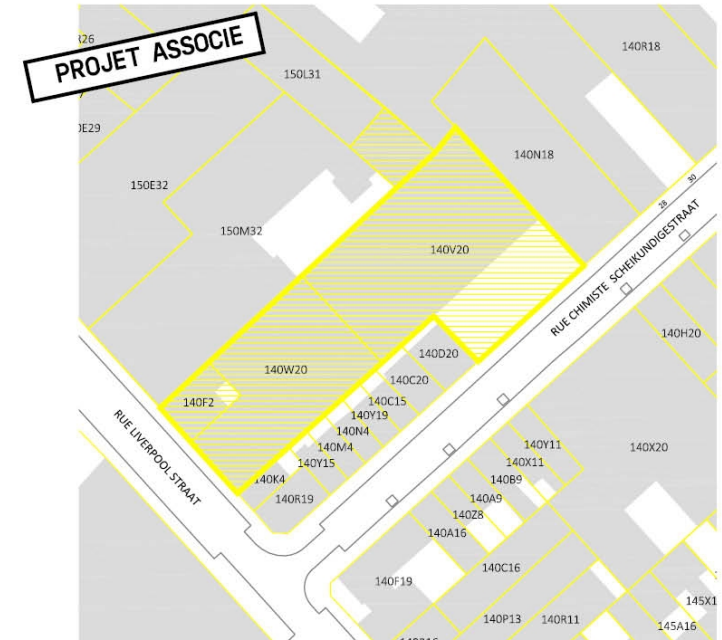 PROJET ASSOCIE
140R18
150L31
140N18
150E32
150M32
140V20
28
30
RUE CHIMISTE SCHEIKUNDIGESTRAAT
140H20
140D20
140W20
140C20
140F2
140C15
140Y19
140N4
140M4
140Y15
140K4
140R19
RUE LIVERPOOL STRAAT
140Y11
140X11
140B9
140A9
140Z8
140A16
140X20
140C16
140F19
140P13
140R11
145X1
145A16